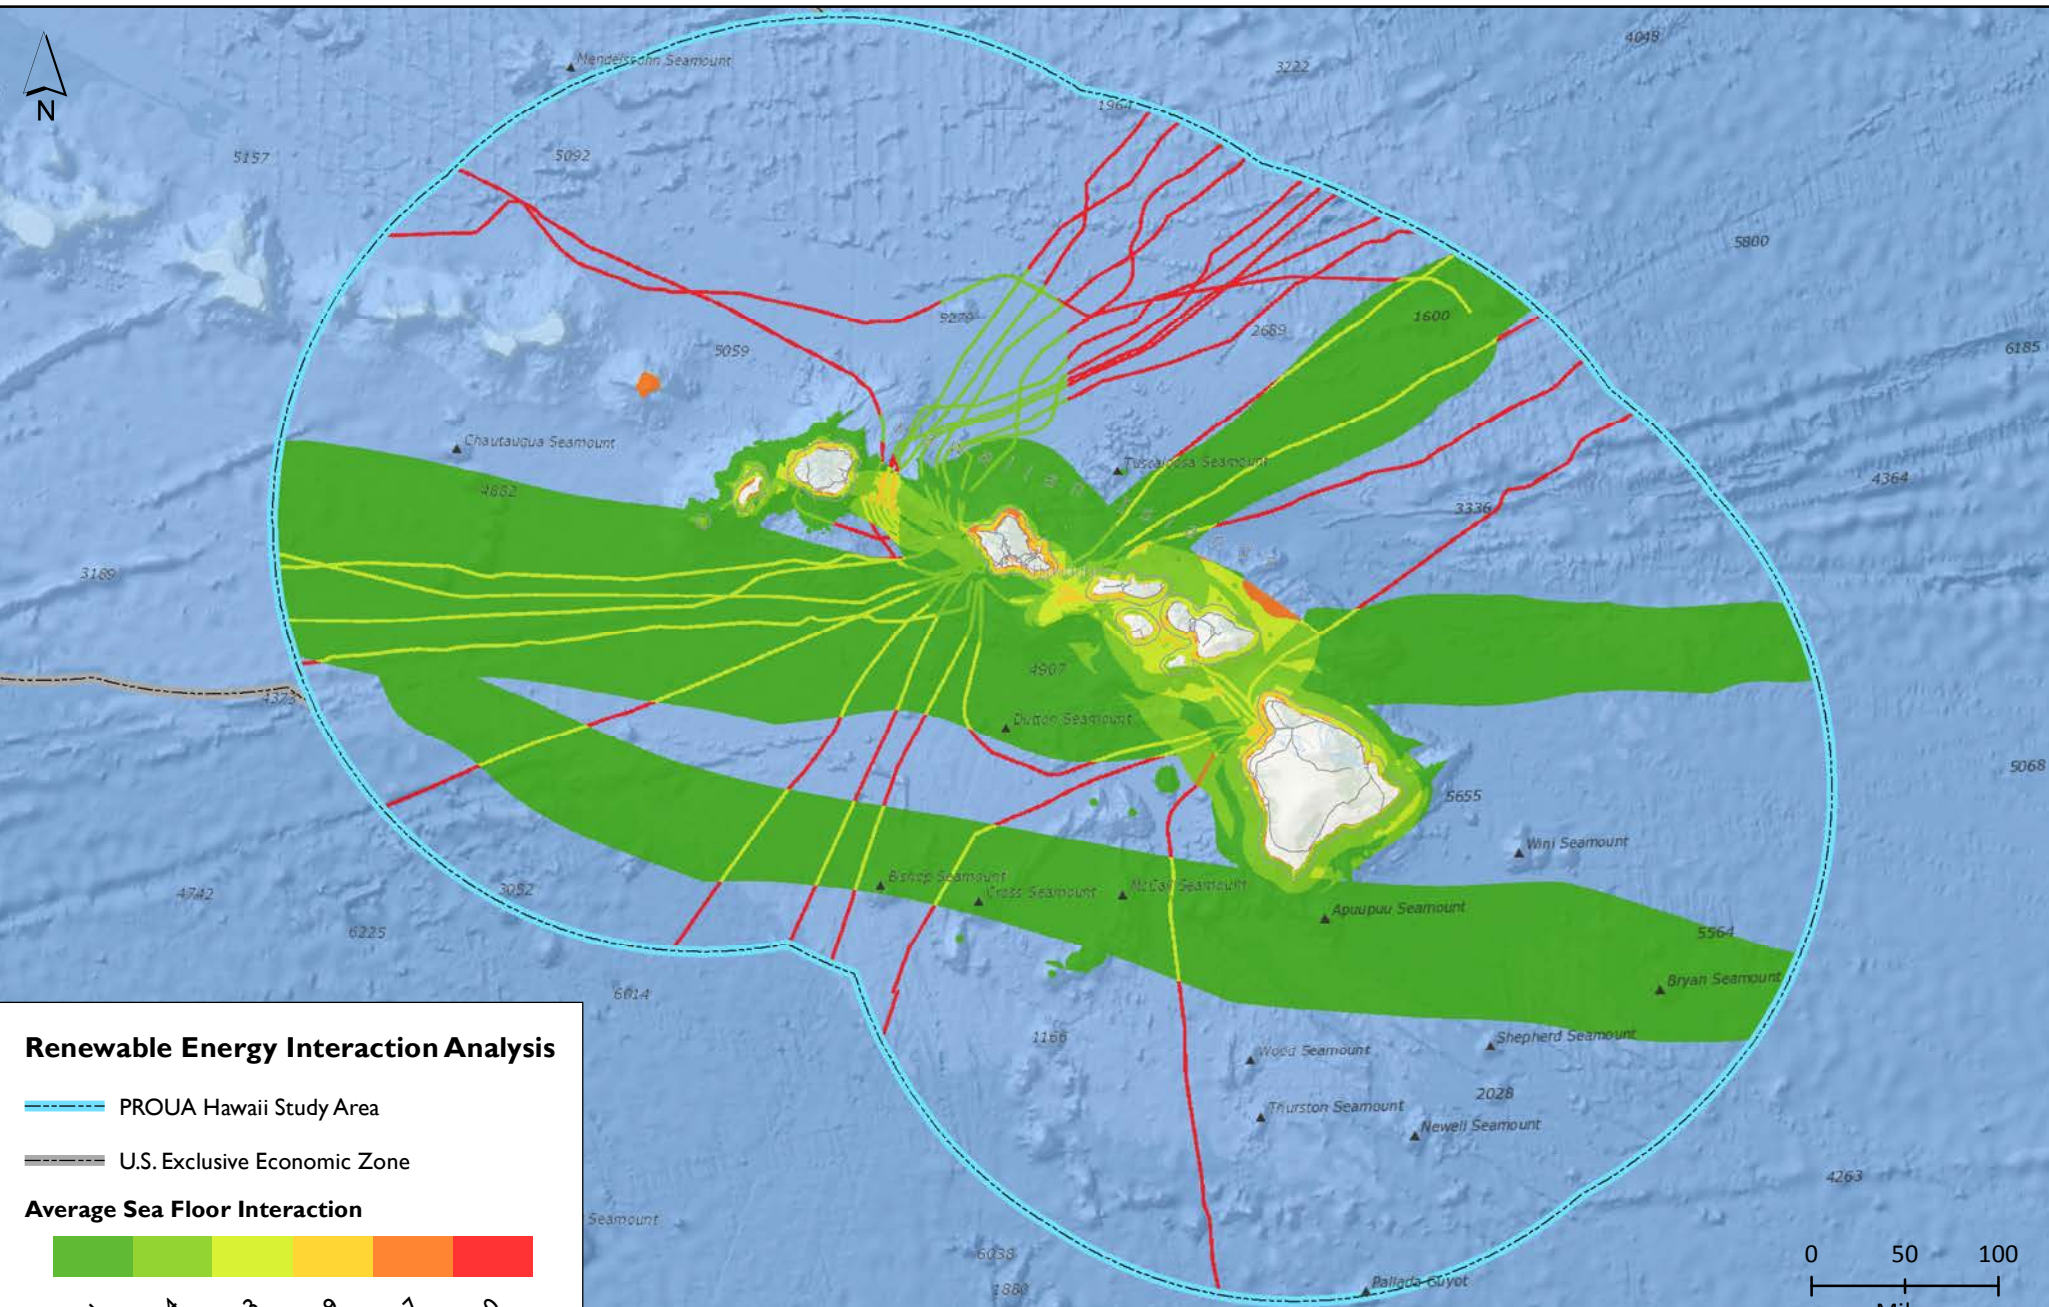 Mendelssohn Seamount
4048
3222
1964
N
5157
5092
5800
5279
5059
2689
1600
6185
Chautauqua Seamount
4882
Tuscaloosa Seamount
4364
3336
3189
4907
4373
Dutton Seamount
5068
5655
Wini Seamount
4742
3052
Bishop Seamount
Cross Seamount
McCall Seamount
Apuupuu Seamount
6225
5564
Bryan Seamount
6014
1166
Shepherd Seamount
Wood Seamount
2028
Thurston Seamount
Newell Seamount
4263
Seamount
6038
1880
Pallada Guyot
Renewable Energy Interaction Analysis
PROUA Hawaii Study Area
U.S. Exclusive Economic Zone
Average Sea Floor Interaction
0 50 100